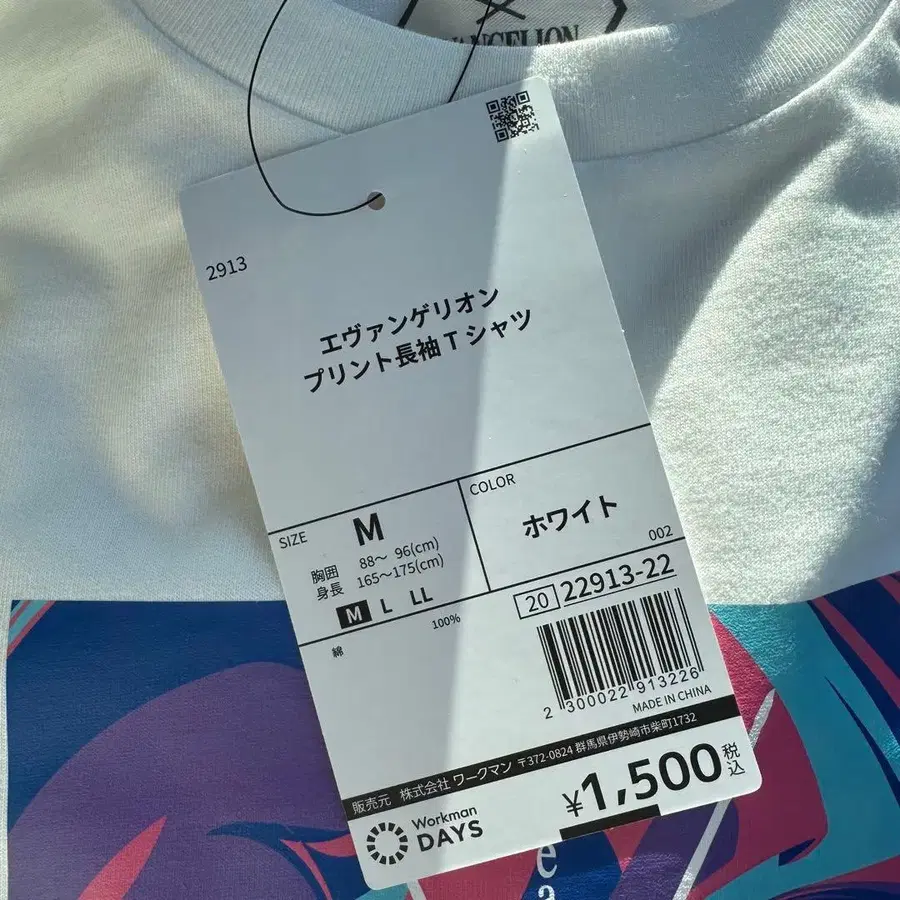 VANGELION
2913
エヴァンゲリオン
プリント長袖Tシャツ
SIZE
M
胸囲 88～ 96(cm)
身長 165～175(cm)
M L LL
COLOR
ホワイト
002
綿 100%
20 22913-22
2 300022 913226
MADE IN CHINA
販売元 株式会社 ワークマン 〒372-0824 群馬県伊勢崎市柴町1732
Workman
DAYS
¥1,500 税込
e
a